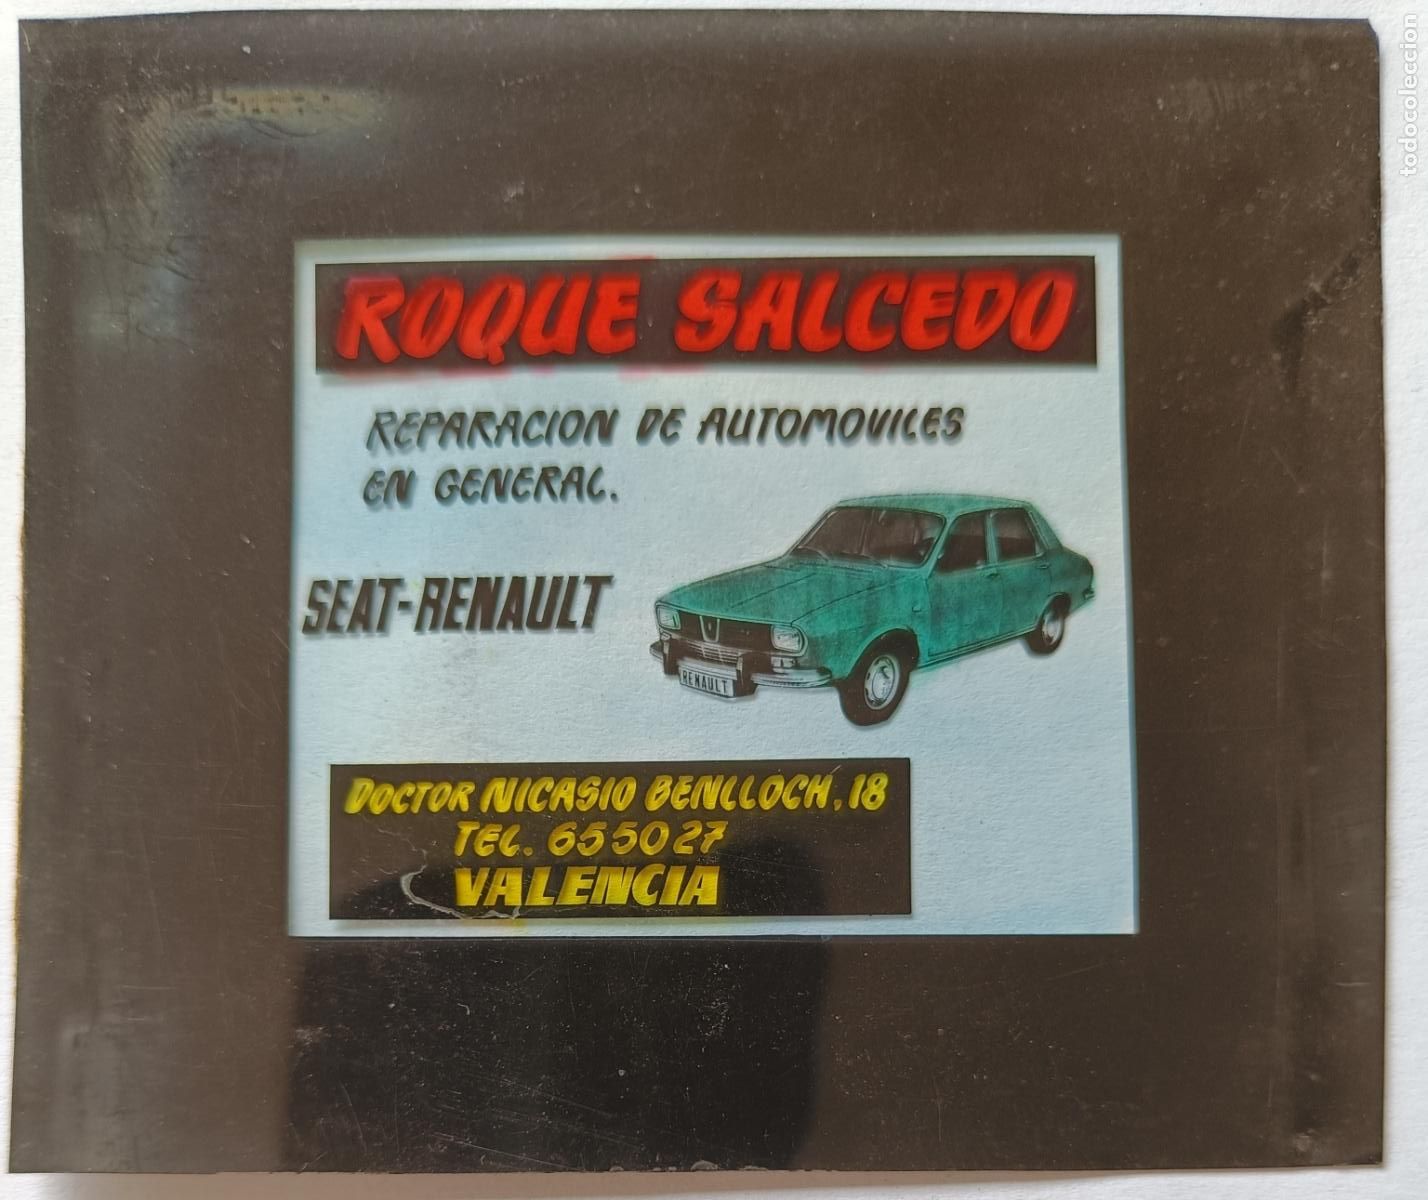 ROQUE SALCEDO
REPARACION DE AUTOMOVILES
EN GENERAL.
SEAT-RENAULT
RENAULT
DOCTOR NICASIO BENLLOCH, 18
TEL. 655027
VALENCIA
todocoleccion